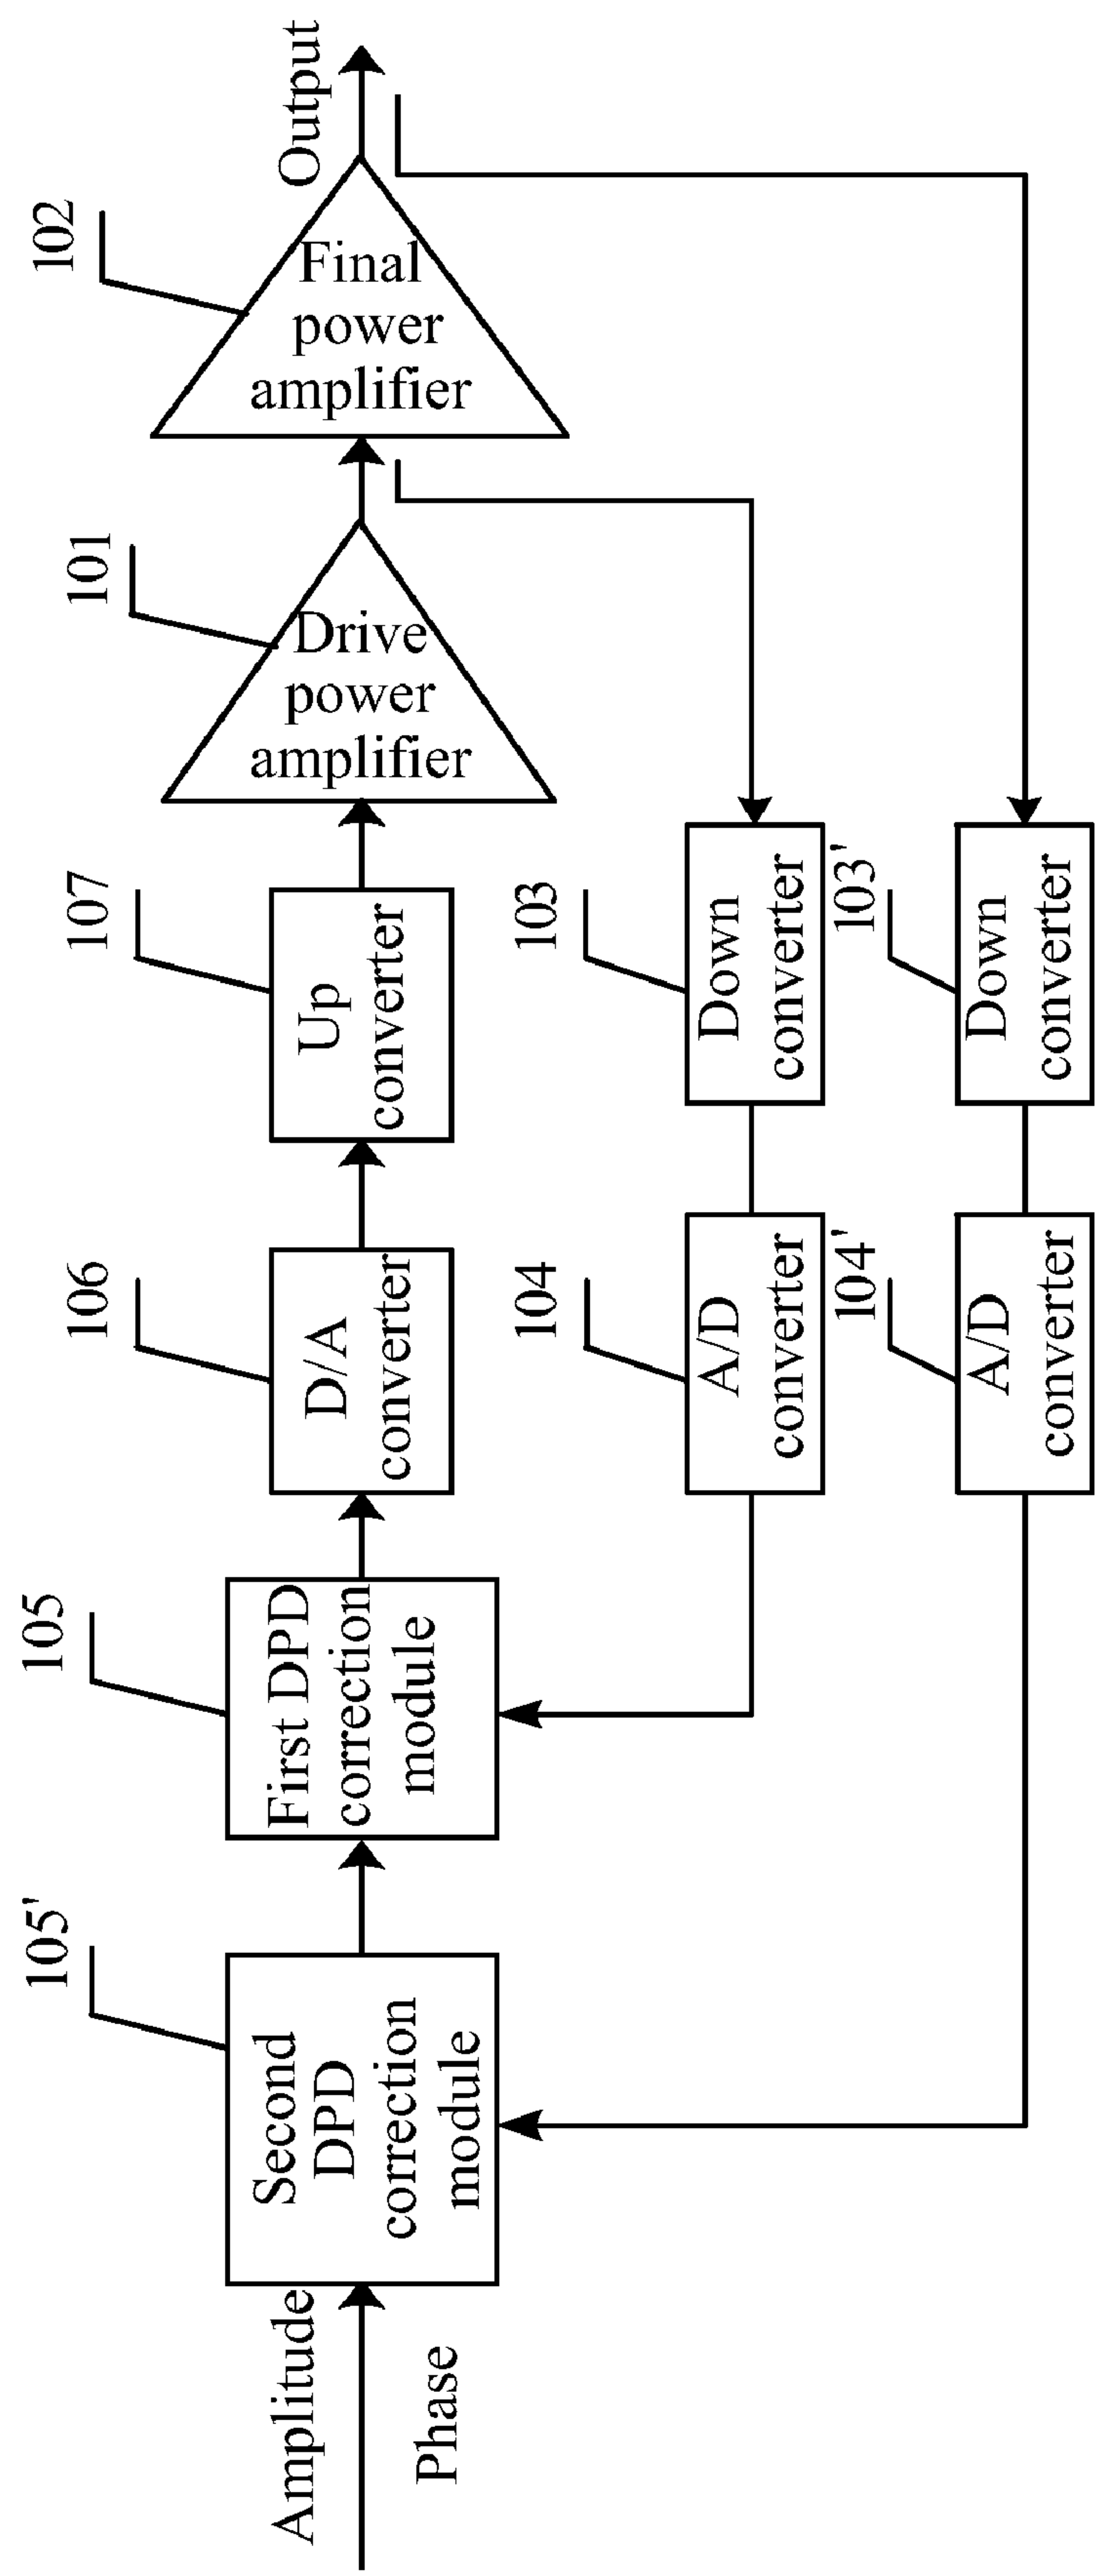 Output
102
Final
power
amplifier
101
Drive
power
amplifier
107
Up
converter
103
Down
converter
103'
Down
converter
106
D/A
converter
104
A/D
converter
104'
A/D
converter
105
First DPD
correction
module
105'
Second
DPD
correction
module
Amplitude
Phase